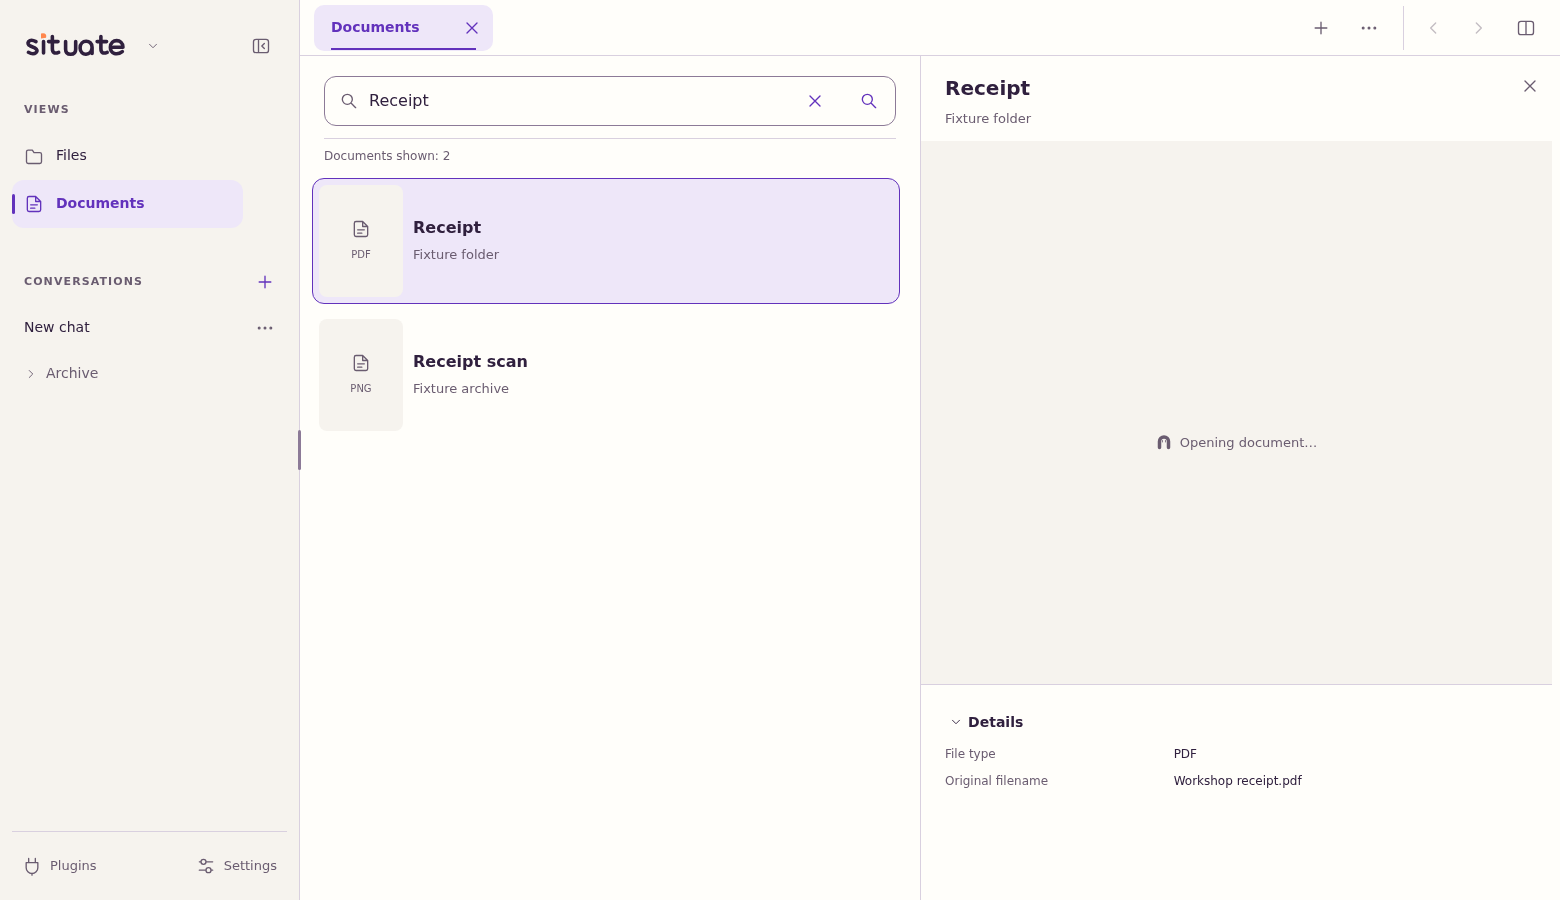 situate
Documents
VIEWS
Files
Documents
CONVERSATIONS
New chat
Archive
Plugins
Settings
Receipt
Documents shown: 2
PDF
Receipt
Fixture folder
PNG
Receipt scan
Fixture archive
Receipt
Fixture folder
Opening document...
Details
File type PDF
Original filename Workshop receipt.pdf